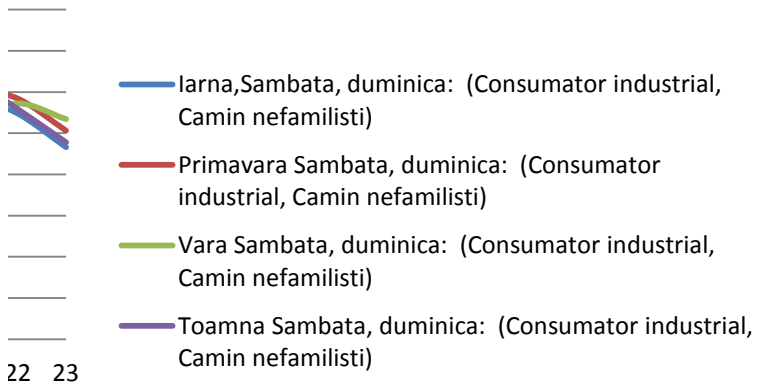 Iarna,Sambata, duminica: (Consumator industrial,
Camin nefamilisti)
Primavara Sambata, duminica: (Consumator
industrial, Camin nefamilisti)
Vara Sambata, duminica: (Consumator industrial,
Camin nefamilisti)
Toamna Sambata, duminica: (Consumator industrial,
Camin nefamilisti)
22 23